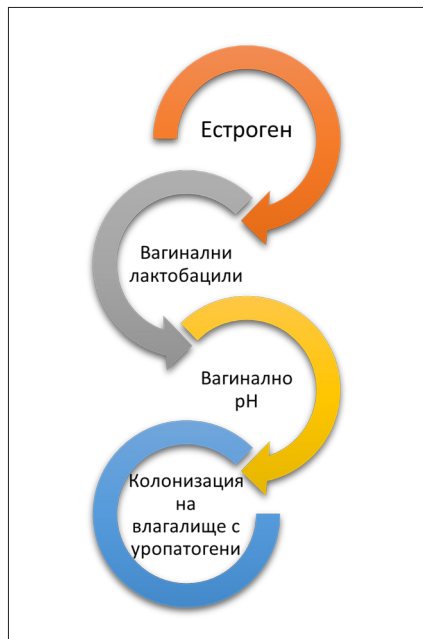 Естроген
Вагинални
лактобацили
Вагинално
pH
Колонизация
на
влагалище с
уропатогени